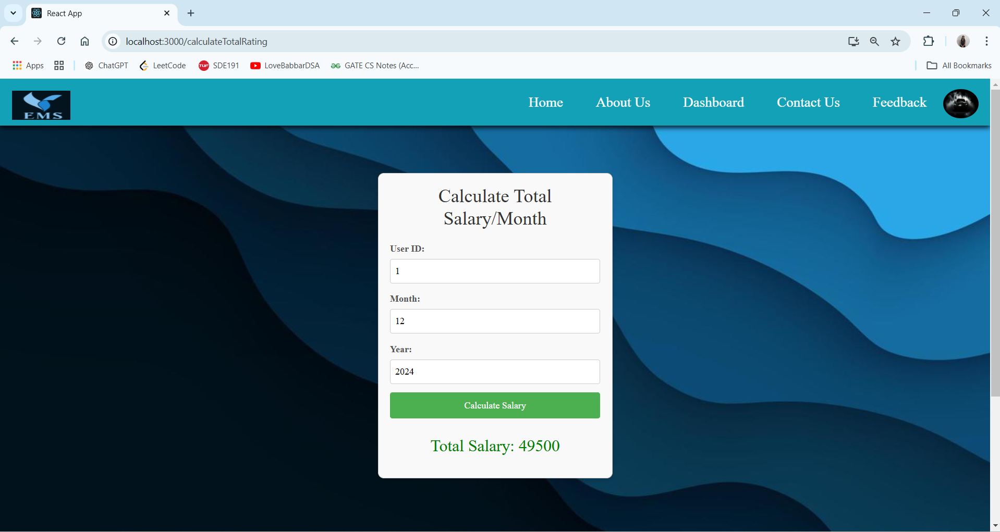 React App
localhost:3000/calculateTotalRating
Apps
ChatGPT
LeetCode
TUF SDE191
LoveBabbarDSA
GATE CS Notes (Acc...
All Bookmarks
EMS
Home
About Us
Dashboard
Contact Us
Feedback
Calculate Total
Salary/Month
User ID:
1
Month:
12
Year:
2024
Calculate Salary
Total Salary: 49500